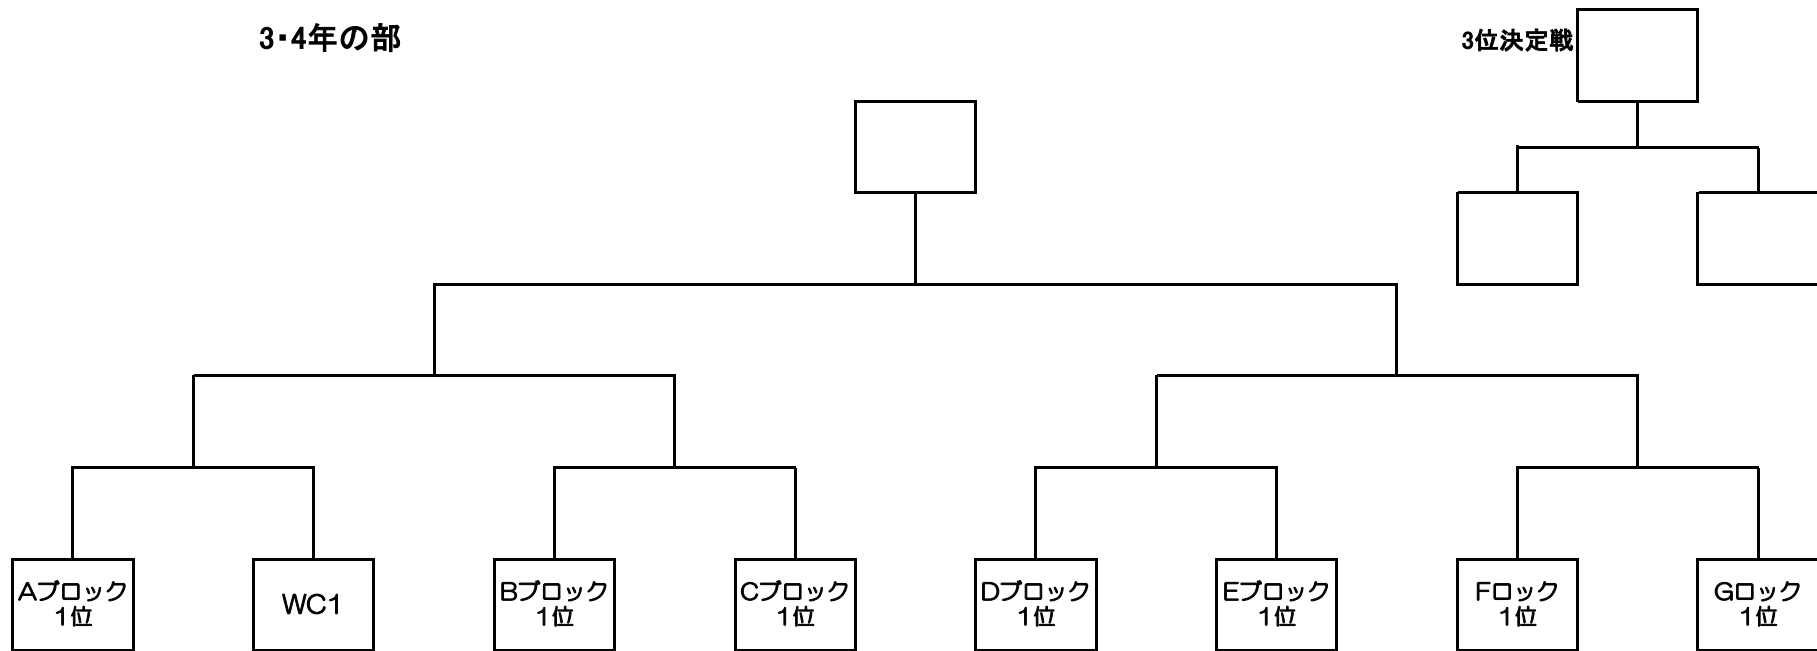 3・4年の部
3位決定戦
Aブロック
1位
WC1
Bブロック
1位
Cブロック
1位
Dブロック
1位
Eブロック
1位
Fロック
1位
Gロック
1位